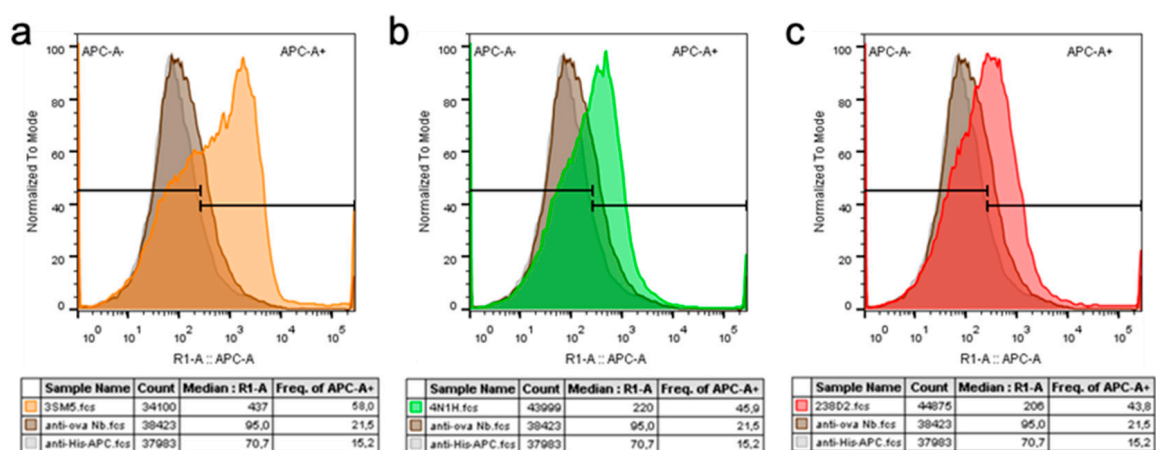 a
APC-A-
APC-A+
100
80
60
40
20
0
Normalized To Mode
10^0 10^1 10^2 10^3 10^4 10^5
R1-A :: APC-A
Sample Name Count Median : R1-A Freq. of APC-A+
3SM5.fcs 34100 437 58,0
anti-ova Nb.fcs 38423 95,0 21,5
anti-His-APC.fcs 37983 70,7 15,2
b
APC-A-
APC-A+
100
80
60
40
20
0
Normalized To Mode
10^0 10^1 10^2 10^3 10^4 10^5
R1-A :: APC-A
Sample Name Count Median : R1-A Freq. of APC-A+
4N1H.fcs 43999 220 45,9
anti-ova Nb.fcs 38423 95,0 21,5
anti-His-APC.fcs 37983 70,7 15,2
c
APC-A-
APC-A+
100
80
60
40
20
0
Normalized To Mode
10^0 10^1 10^2 10^3 10^4 10^5
R1-A :: APC-A
Sample Name Count Median : R1-A Freq. of APC-A+
238D2.fcs 44875 206 43,8
anti-ova Nb.fcs 38423 95,0 21,5
anti-His-APC.fcs 37983 70,7 15,2